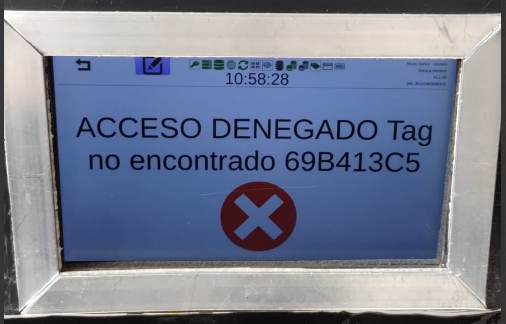 10:58:28
ACCESO DENEGADO Tag
no encontrado 69B413C5